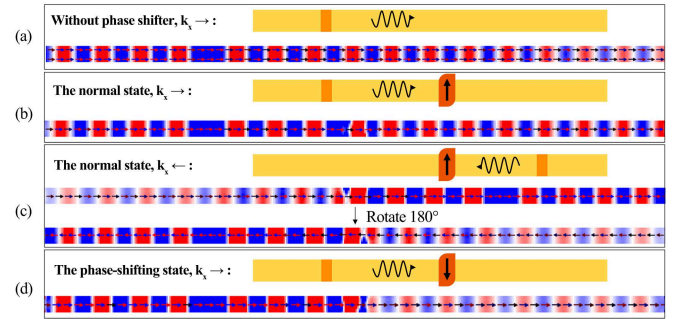 (a)
Without phase shifter, kₓ → :
(b)
The normal state, kₓ → :
(c)
The normal state, kₓ ← :
Rotate 180°
(d)
The phase-shifting state, kₓ → :